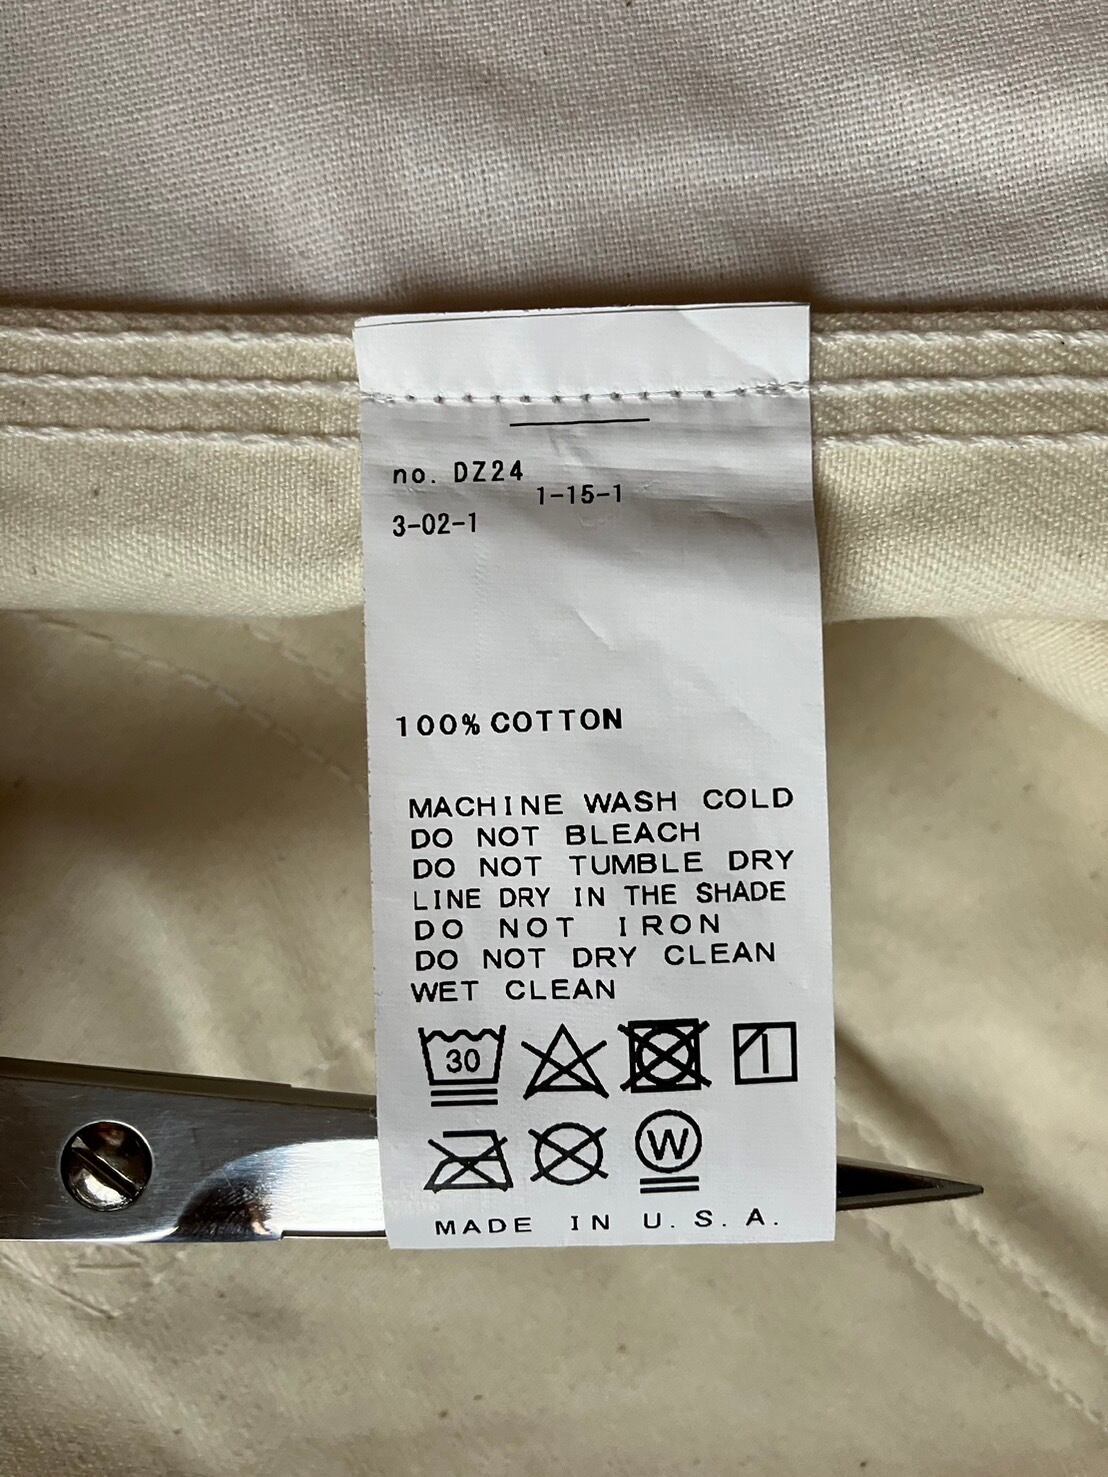 no. DZ24
1-15-1
3-02-1
100% COTTON
MACHINE WASH COLD
DO NOT BLEACH
DO NOT TUMBLE DRY
LINE DRY IN THE SHADE
DO NOT IRON
DO NOT DRY CLEAN
WET CLEAN
30
W
MADE IN U.S.A.